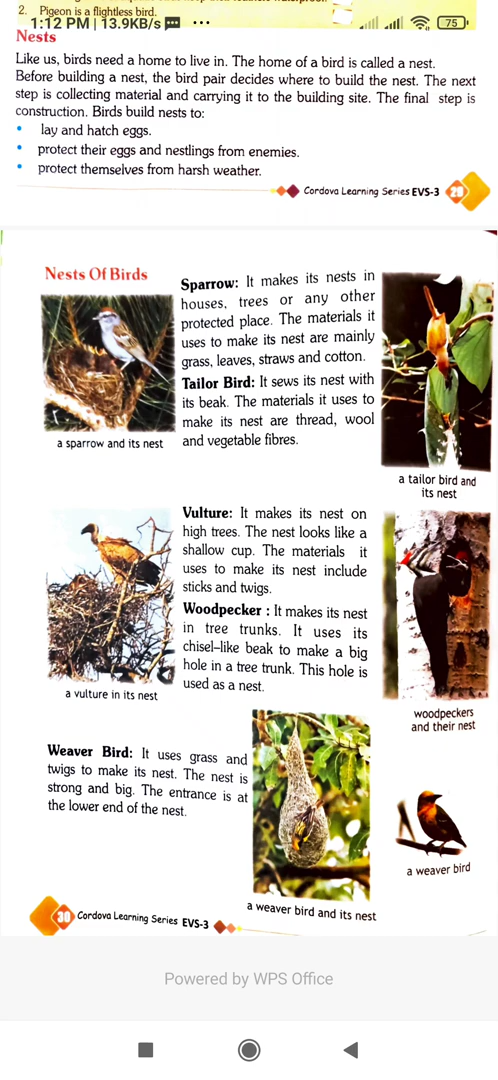 2. Pigeon is a flightless bird.
1:12 PM | 13.9KB/s
75
Nests
Like us, birds need a home to live in. The home of a bird is called a nest.
Before building a nest, the bird pair decides where to build the nest. The next
step is collecting material and carrying it to the building site. The final step is
construction. Birds build nests to:
• lay and hatch eggs.
• protect their eggs and nestlings from enemies.
• protect themselves from harsh weather.
Cordova Learning Series EVS-3 29
Nests Of Birds
Sparrow: It makes its nests in
houses, trees or any other
protected place. The materials it
uses to make its nest are mainly
grass, leaves, straws and cotton.
a sparrow and its nest
Tailor Bird: It sews its nest with
its beak. The materials it uses to
make its nest are thread, wool
and vegetable fibres.
a tailor bird and
its nest
Vulture: It makes its nest on
high trees. The nest looks like a
shallow cup. The materials it
uses to make its nest include
sticks and twigs.
a vulture in its nest
Woodpecker : It makes its nest
in tree trunks. It uses its
chisel–like beak to make a big
hole in a tree trunk. This hole is
used as a nest.
woodpeckers
and their nest
Weaver Bird: It uses grass and
twigs to make its nest. The nest is
strong and big. The entrance is at
the lower end of the nest.
a weaver bird
a weaver bird and its nest
30 Cordova Learning Series EVS-3
Powered by WPS Office